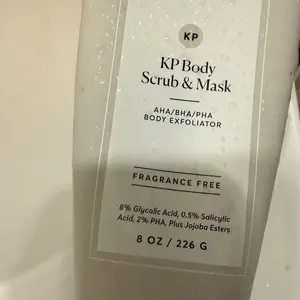 KP
KP Body
Scrub & Mask
AHA/BHA/PHA
BODY EXFOLIATOR
FRAGRANCE FREE
8% Glycolic Acid, 0.5% Salicylic
Acid, 2% PHA, Plus Jojoba Esters
8 OZ / 226 G